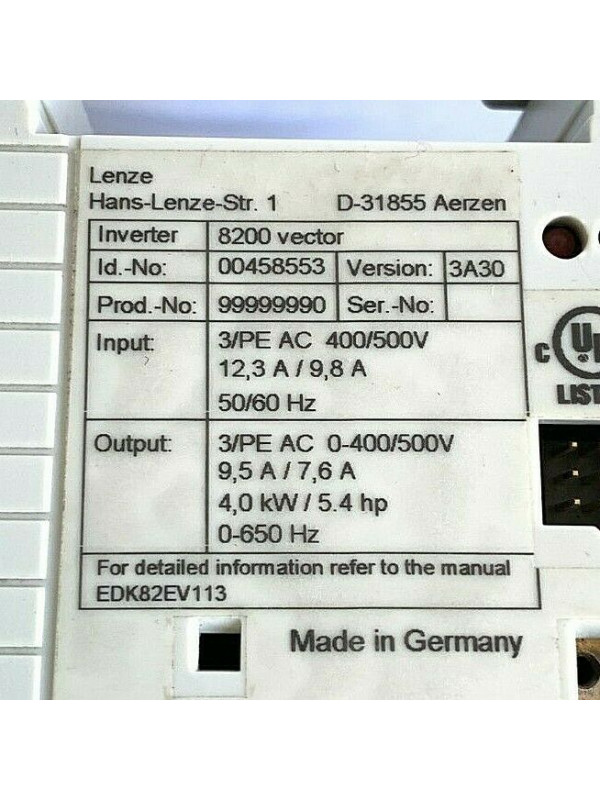 Lenze
Hans-Lenze-Str. 1 D-31855 Aerzen
Inverter 8200 vector
Id.-No: 00458553 Version: 3A30
Prod.-No: 99999990 Ser.-No:
Input: 3/PE AC 400/500V
12,3 A / 9,8 A
50/60 Hz
Output: 3/PE AC 0-400/500V
9,5 A / 7,6 A
4,0 kW / 5.4 hp
0-650 Hz
For detailed information refer to the manual
EDK82EV113
Made in Germany
C
LIST